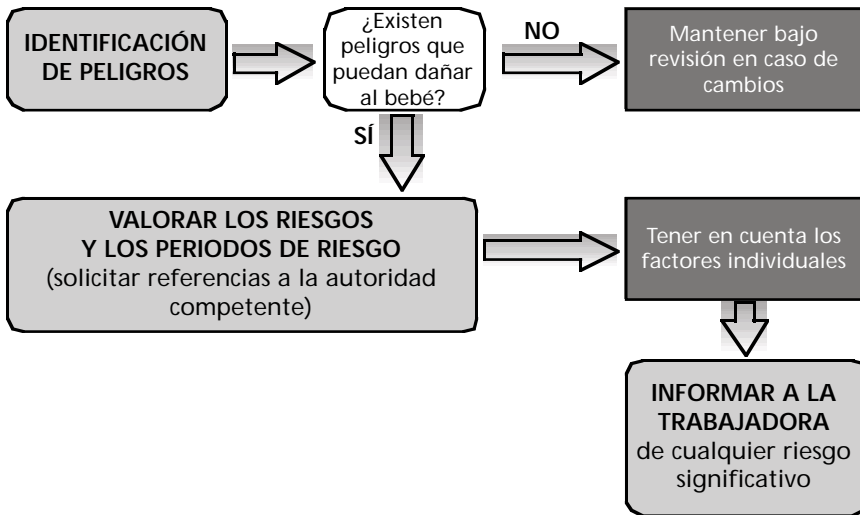 IDENTIFICACIÓN
DE PELIGROS
¿Existen
peligros que
puedan dañar
al bebé?
NO
Mantener bajo
revisión en caso de
cambios
SÍ
VALORAR LOS RIESGOS
Y LOS PERIODOS DE RIESGO
(solicitar referencias a la autoridad
competente)
Tener en cuenta los
factores individuales
INFORMAR A LA
TRABAJADORA
de cualquier riesgo
significativo